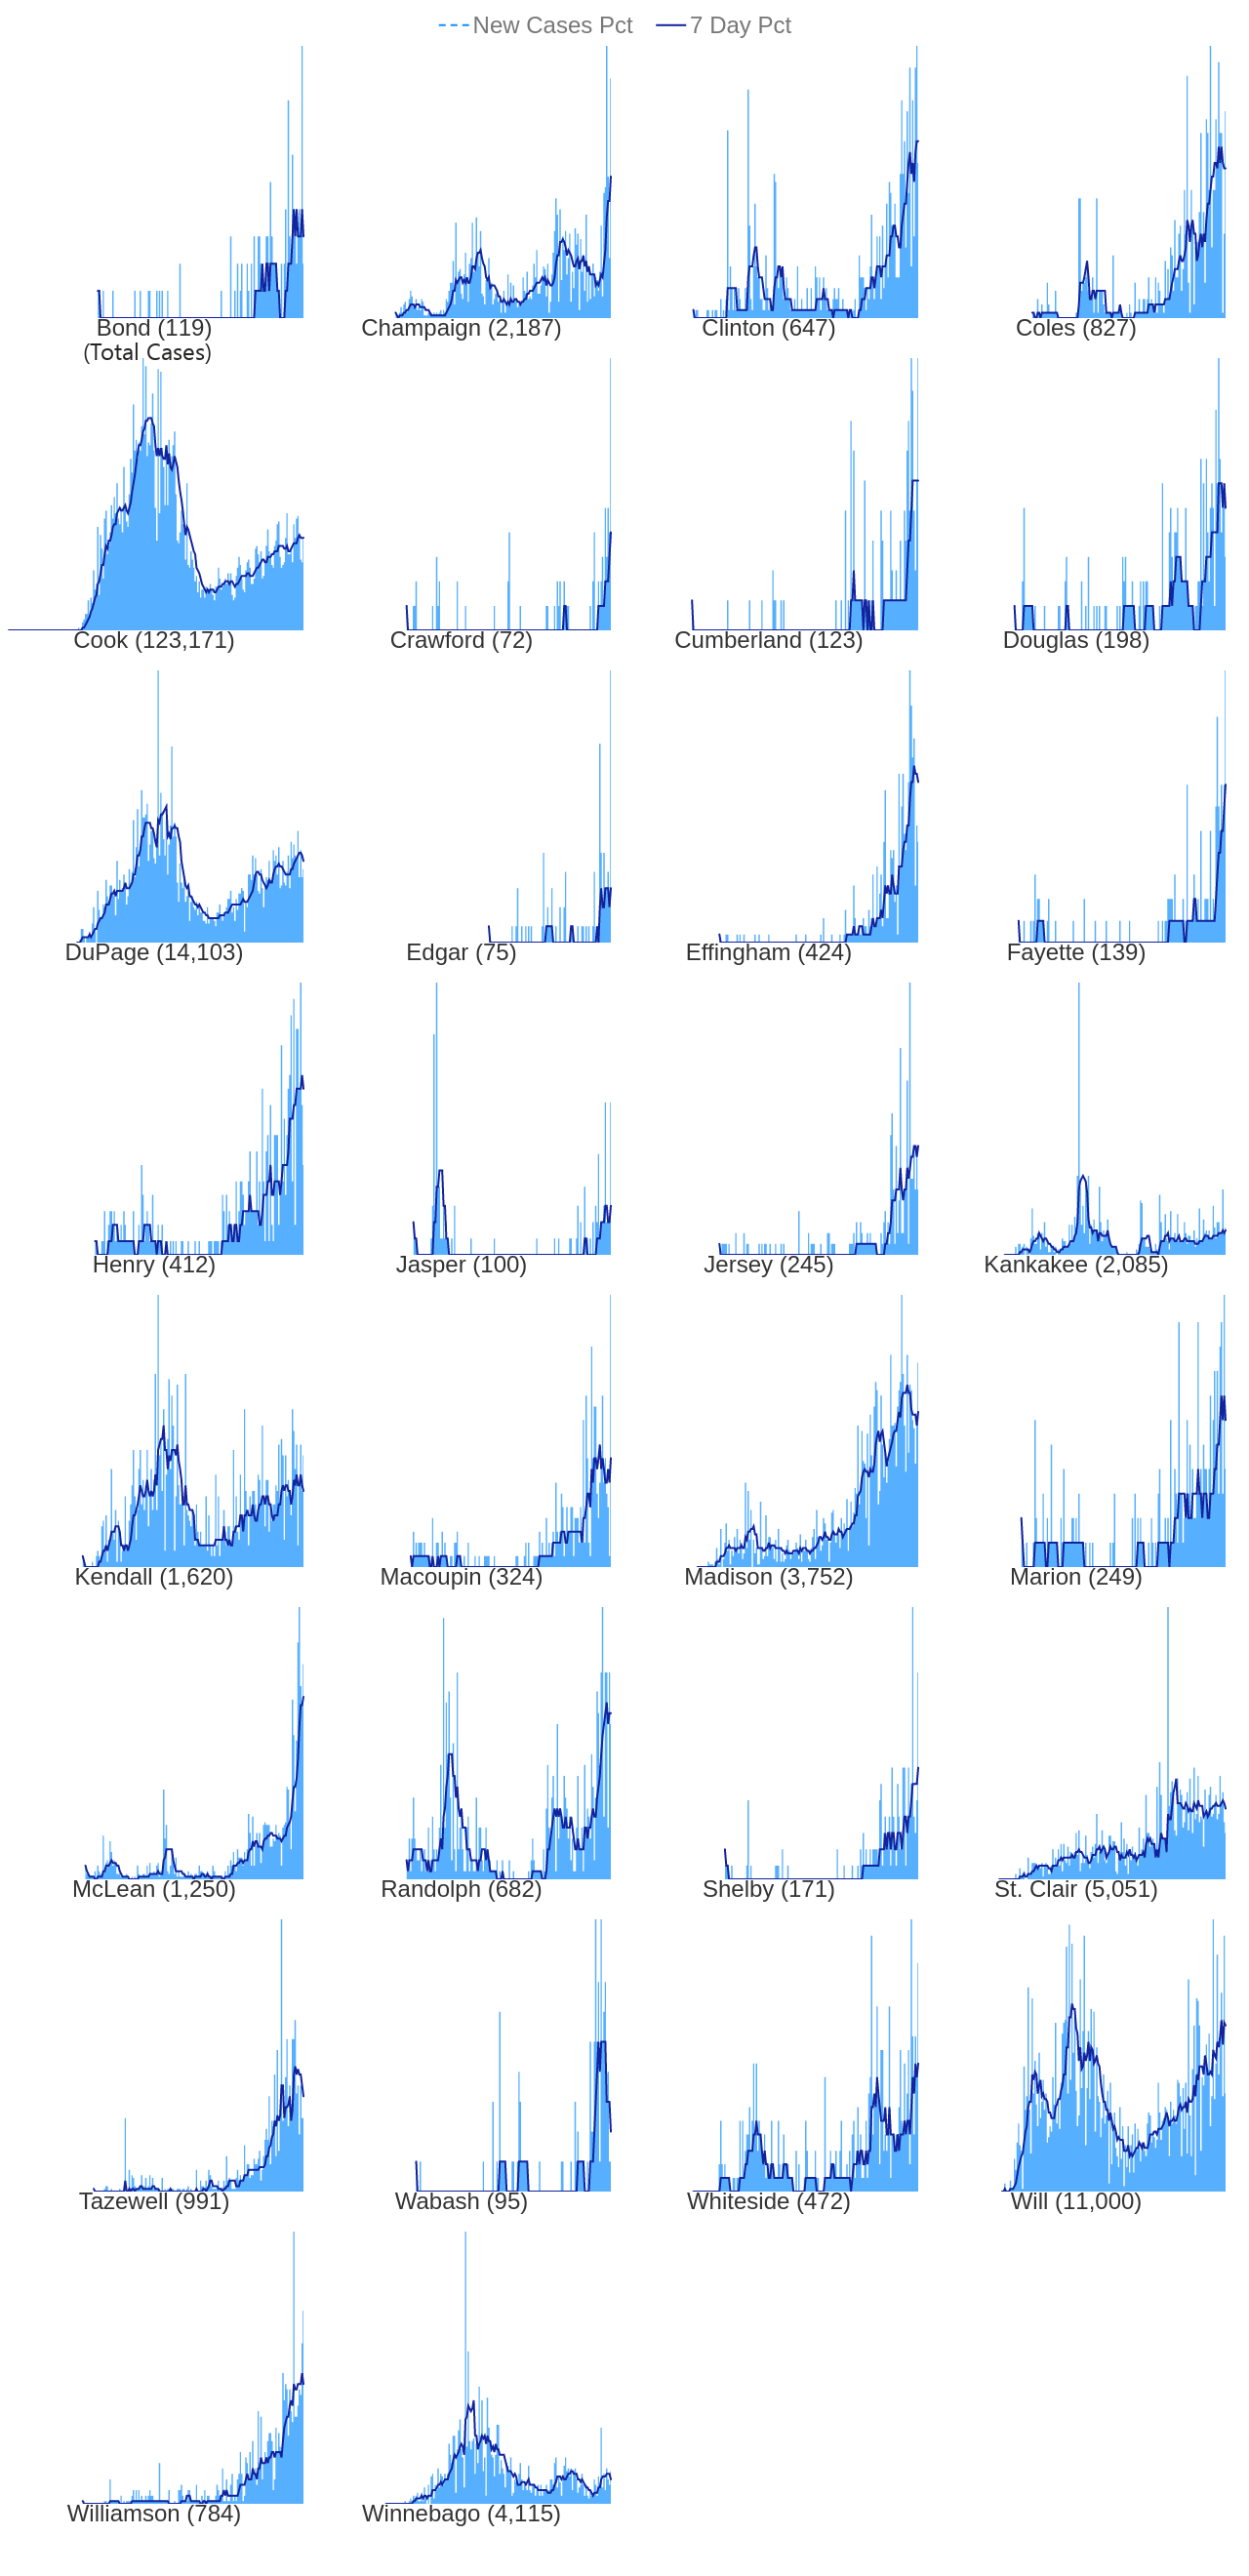 New Cases Pct 7 Day Pct
Bond (119) Champaign (2,187) Clinton (647) Coles (827)
(Total Cases)
Cook (123,171) Crawford (72) Cumberland (123) Douglas (198)
DuPage (14,103) Edgar (75) Effingham (424) Fayette (139)
Henry (412) Jasper (100) Jersey (245) Kankakee (2,085)
Kendall (1,620) Macoupin (324) Madison (3,752) Marion (249)
McLean (1,250) Randolph (682) Shelby (171) St. Clair (5,051)
Tazewell (991) Wabash (95) Whiteside (472) Will (11,000)
Williamson (784) Winnebago (4,115)